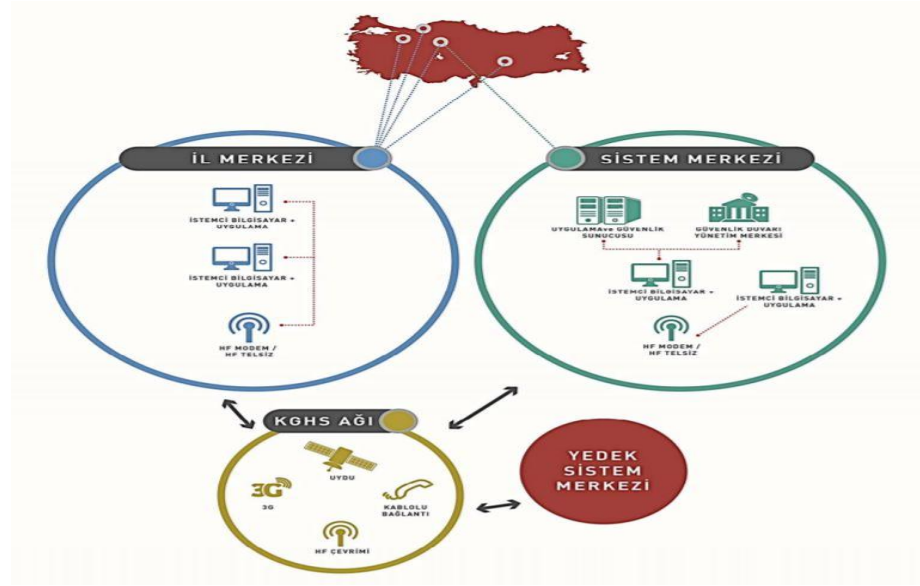 İL MERKEZİ
İSTEMCİ BİLGİSAYAR +
UYGULAMA
İSTEMCİ BİLGİSAYAR +
UYGULAMA
HF MODEM /
HF TELSİZ
SİSTEM MERKEZİ
UYGULAMA ve GÜVENLİK
SUNUCUSU
GÜVENLİK DUVARI
YÖNETİM MERKESİ
İSTEMCİ BİLGİSAYAR +
UYGULAMA
İSTEMCİ BİLGİSAYAR +
UYGULAMA
HF MODEM /
HF TELSİZ
KGHS AĞI
UYDU
3G
3G
KABLOLU
BAĞLANTI
HF ÇEVRİMİ
YEDEK
SİSTEM
MERKEZİ